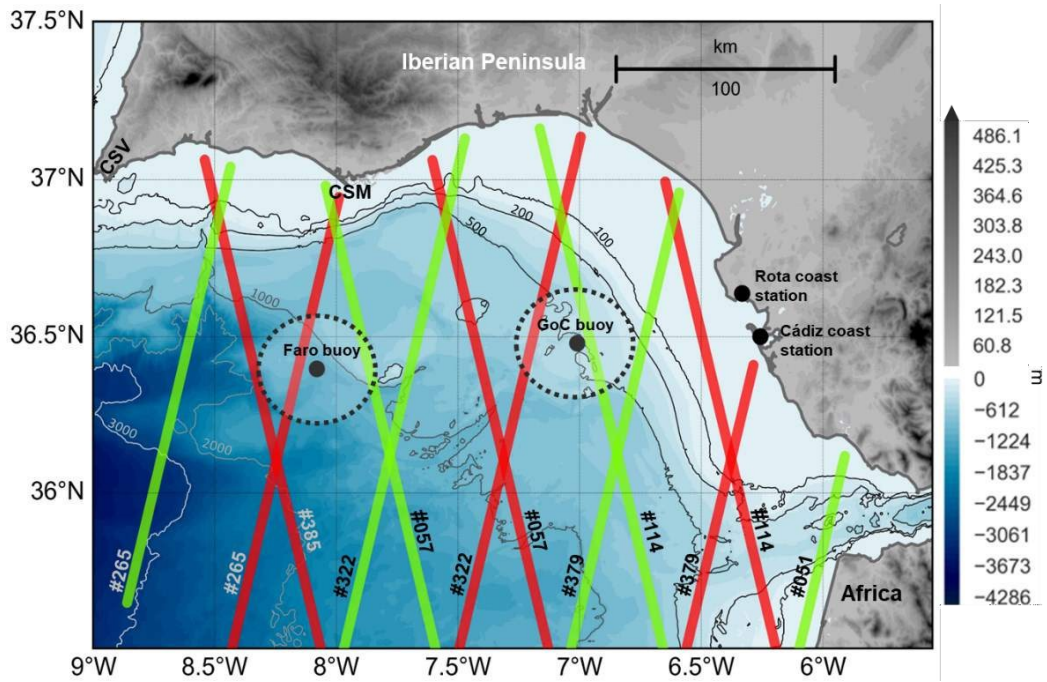 37.5°N
37°N
36.5°N
36°N
9°W
8.5°W
8°W
7.5°W
7°W
6.5°W
6°W
Iberian Peninsula
km
100
CSV
CSM
200
100
500
1000
2000
3000
Rota coast
station
Cádiz coast
station
GoC buoy
Faro buoy
#265
#265
#385
#322
#057
#322
#057
#379
#114
#379
#114
#051
Africa
486.1
425.3
364.6
303.8
243.0
182.3
121.5
60.8
0
−612
−1224
−1837
−2449
−3061
−3673
−4286
m